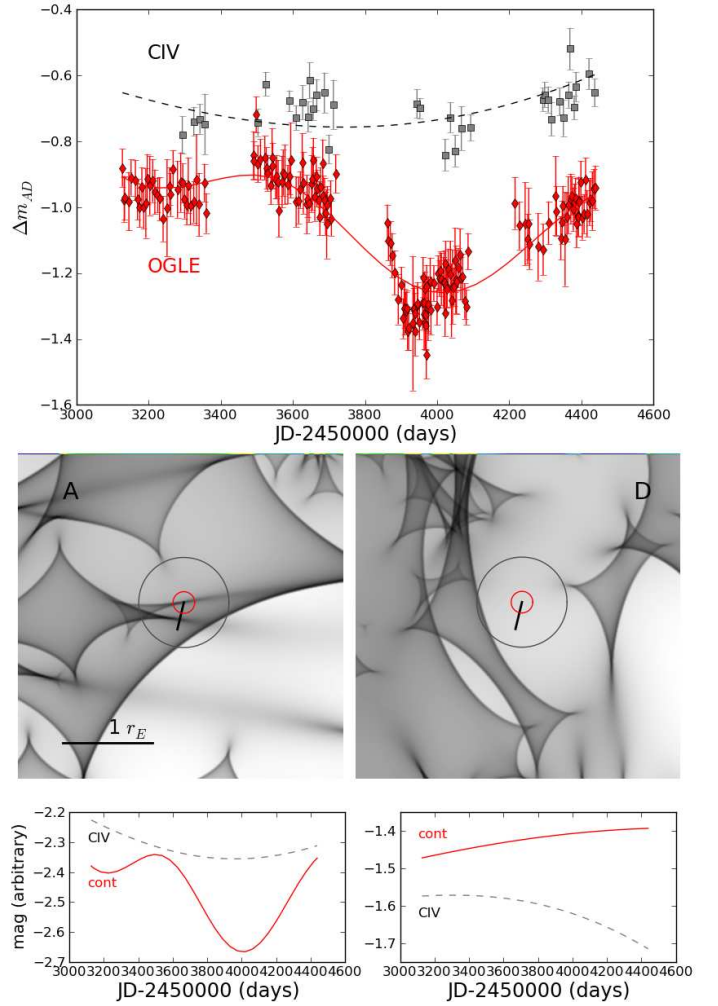 −0.4
−0.6
−0.8
−1.0
−1.2
−1.4
−1.6
Δm_AD
CIV
OGLE
3000 3200 3400 3600 3800 4000 4200 4400 4600
JD-2450000 (days)
A
D
1 r_E
−2.2
−2.3
−2.4
−2.5
−2.6
−2.7
mag (arbitrary)
CIV
cont
3000 3200 3400 3600 3800 4000 4200 4400 4600
JD-2450000 (days)
−1.4
−1.5
−1.6
−1.7
cont
CIV
3000 3200 3400 3600 3800 4000 4200 4400 4600
JD-2450000 (days)